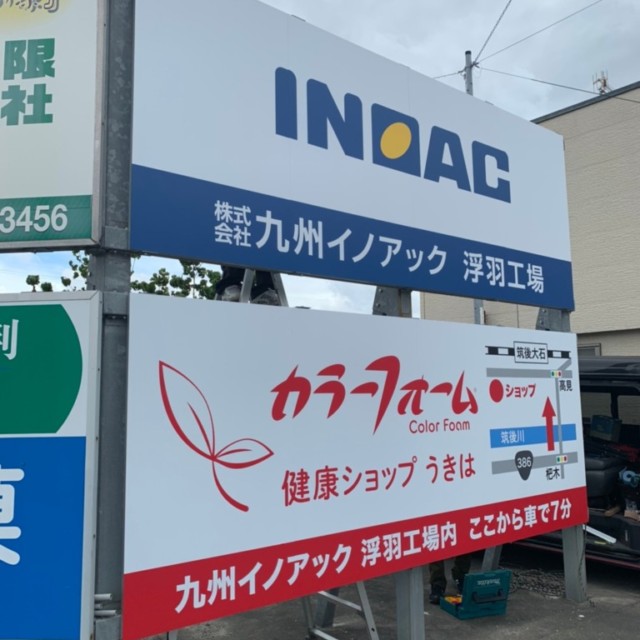 限
社
3456
INOAC
株式会社 九州イノアック 浮羽工場
カラーフォーム
Color Foam
健康ショップ うきは
筑後大石
ショップ
高見
筑後川
386
杷木
九州イノアック 浮羽工場内 ここから車で7分